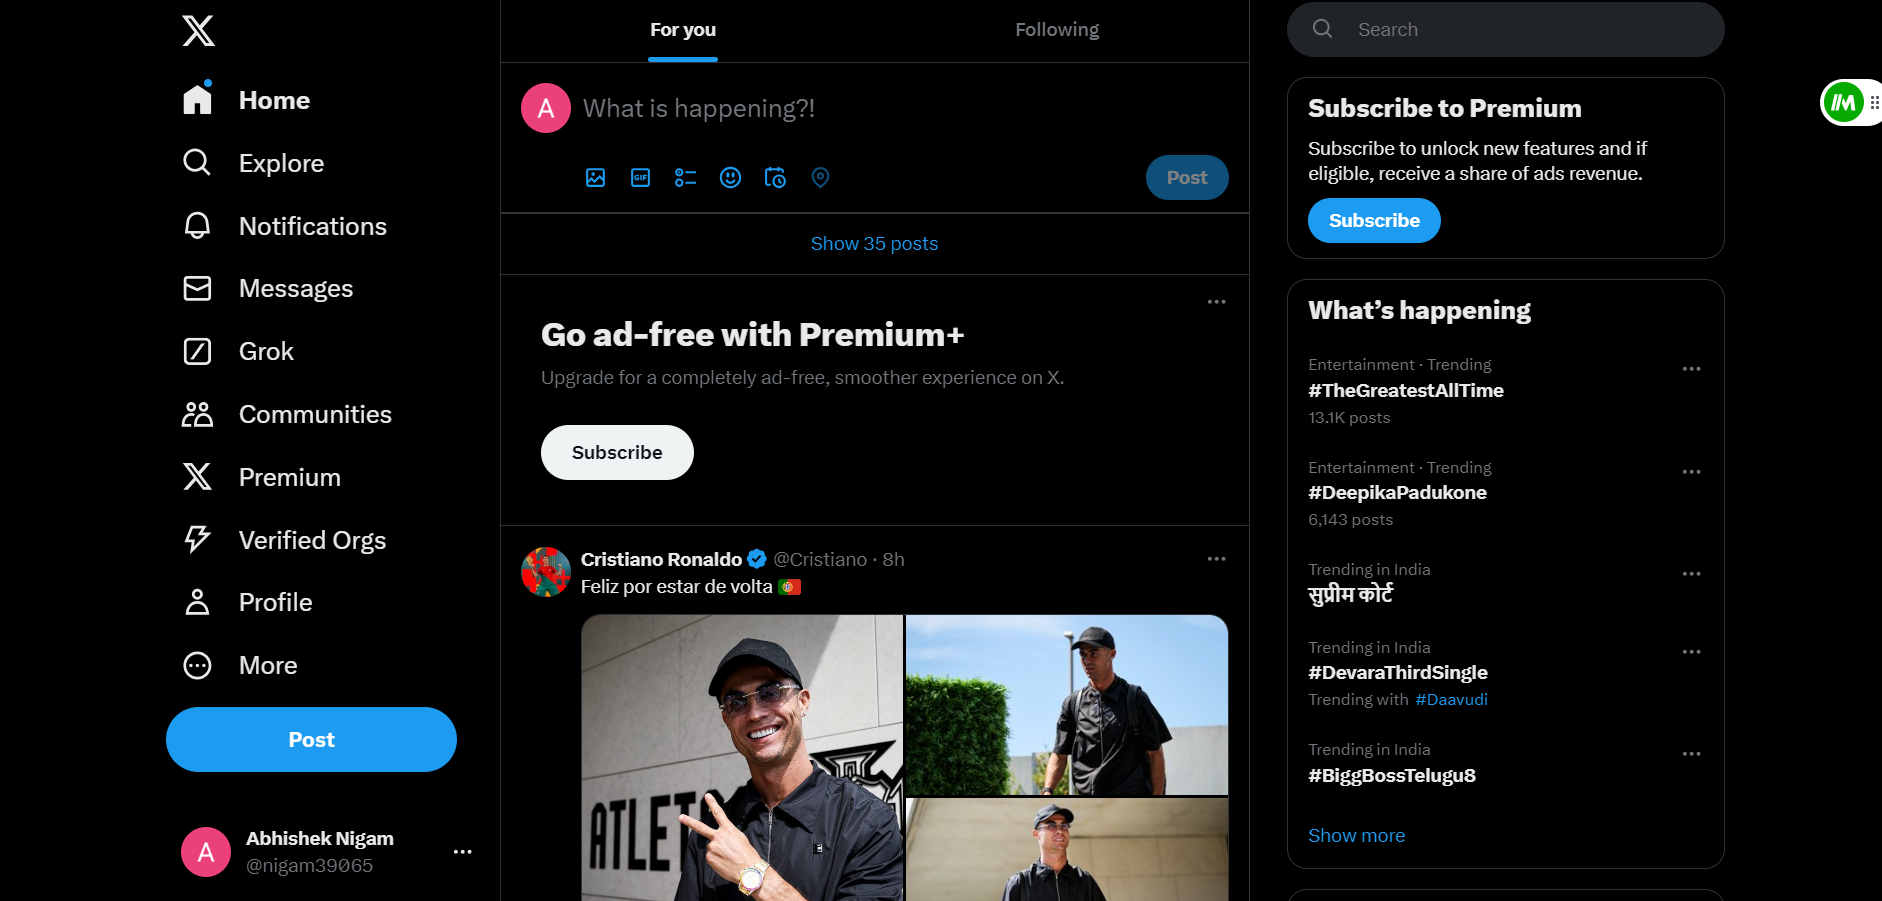 Home
Explore
Notifications
Messages
Grok
Communities
Premium
Verified Orgs
Profile
More
Post
Abhishek Nigam
@nigam39065
For you
Following
A
What is happening?!
GIF
Post
Show 35 posts
Go ad-free with Premium+
Upgrade for a completely ad-free, smoother experience on X.
Subscribe
Cristiano Ronaldo @Cristiano · 8h
Feliz por estar de volta 🇵🇹
ATLET
Search
Subscribe to Premium
Subscribe to unlock new features and if
eligible, receive a share of ads revenue.
Subscribe
What’s happening
Entertainment · Trending
#TheGreatestAllTime
13.1K posts
Entertainment · Trending
#DeepikaPadukone
6,143 posts
Trending in India
सुप्रीम कोर्ट
Trending in India
#DevaraThirdSingle
Trending with #Daavudi
Trending in India
#BiggBossTelugu8
Show more
A